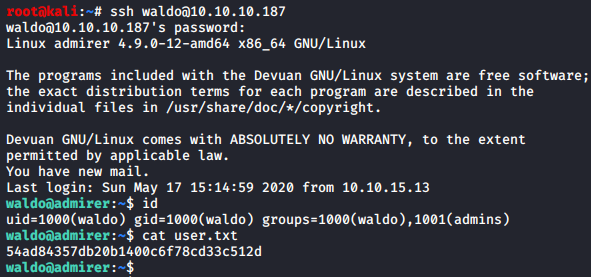 root@kali:~# ssh waldo@10.10.10.187
waldo@10.10.10.187's password:
Linux admirer 4.9.0-12-amd64 x86_64 GNU/Linux
The programs included with the Devuan GNU/Linux system are free software;
the exact distribution terms for each program are described in the
individual files in /usr/share/doc/*/copyright.
Devuan GNU/Linux comes with ABSOLUTELY NO WARRANTY, to the extent
permitted by applicable law.
You have new mail.
Last login: Sun May 17 15:14:59 2020 from 10.10.15.13
waldo@admirer:~$ id
uid=1000(waldo) gid=1000(waldo) groups=1000(waldo),1001(admins)
waldo@admirer:~$ cat user.txt
54ad84357db20b1400c6f78cd33c512d
waldo@admirer:~$